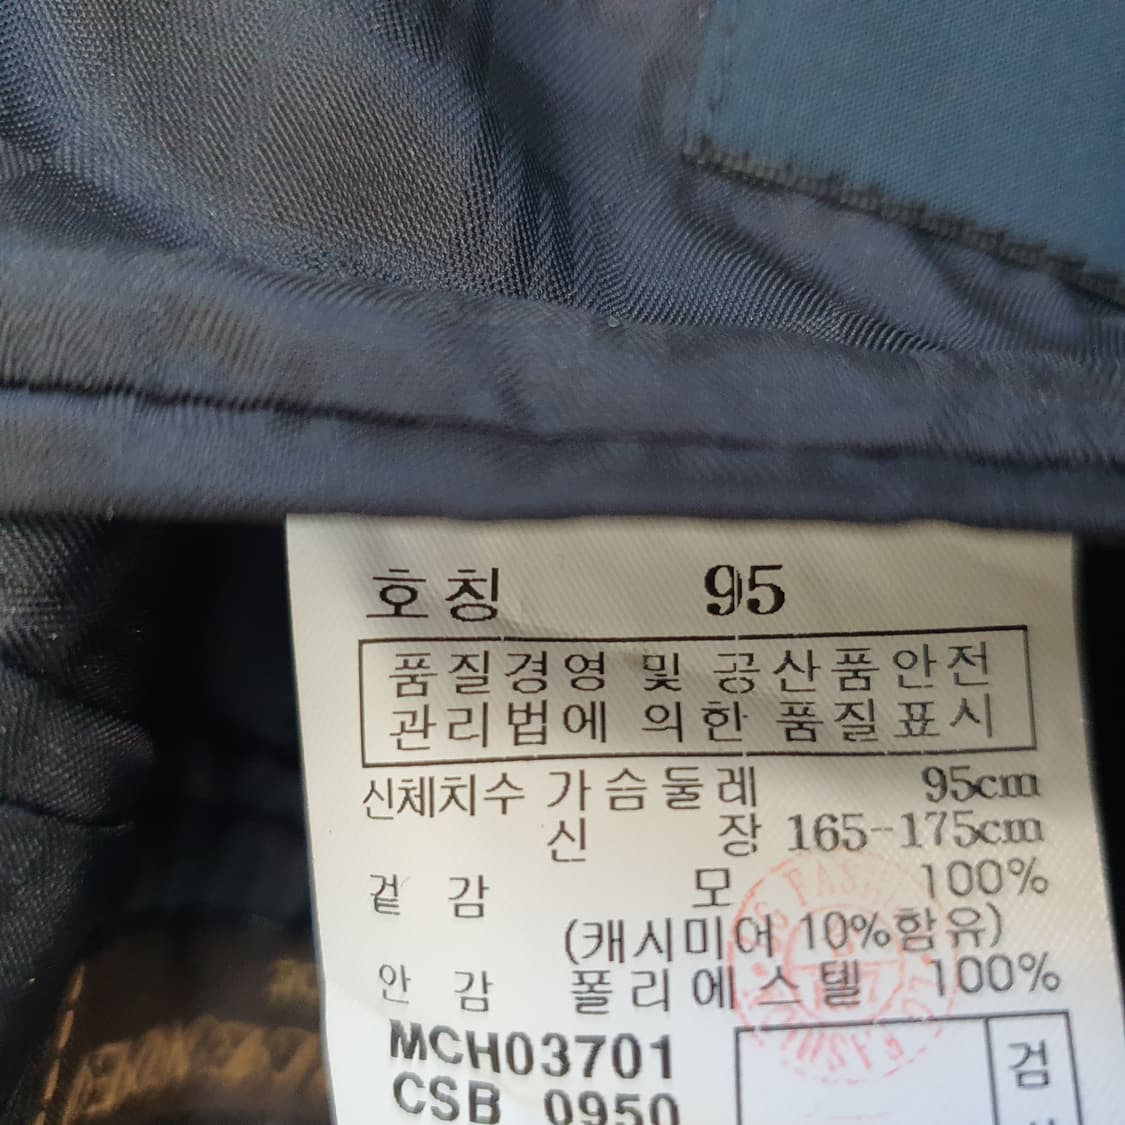 호칭 95
품질경영 및 공산품안전
관리법에 의한 품질표시
신체치수 가슴둘레 95cm
신 장 165-175cm
겉 감 모 100%
(캐시미어 10%함유)
안 감 폴리에스텔 100%
MCH03701
CSB 0950
검